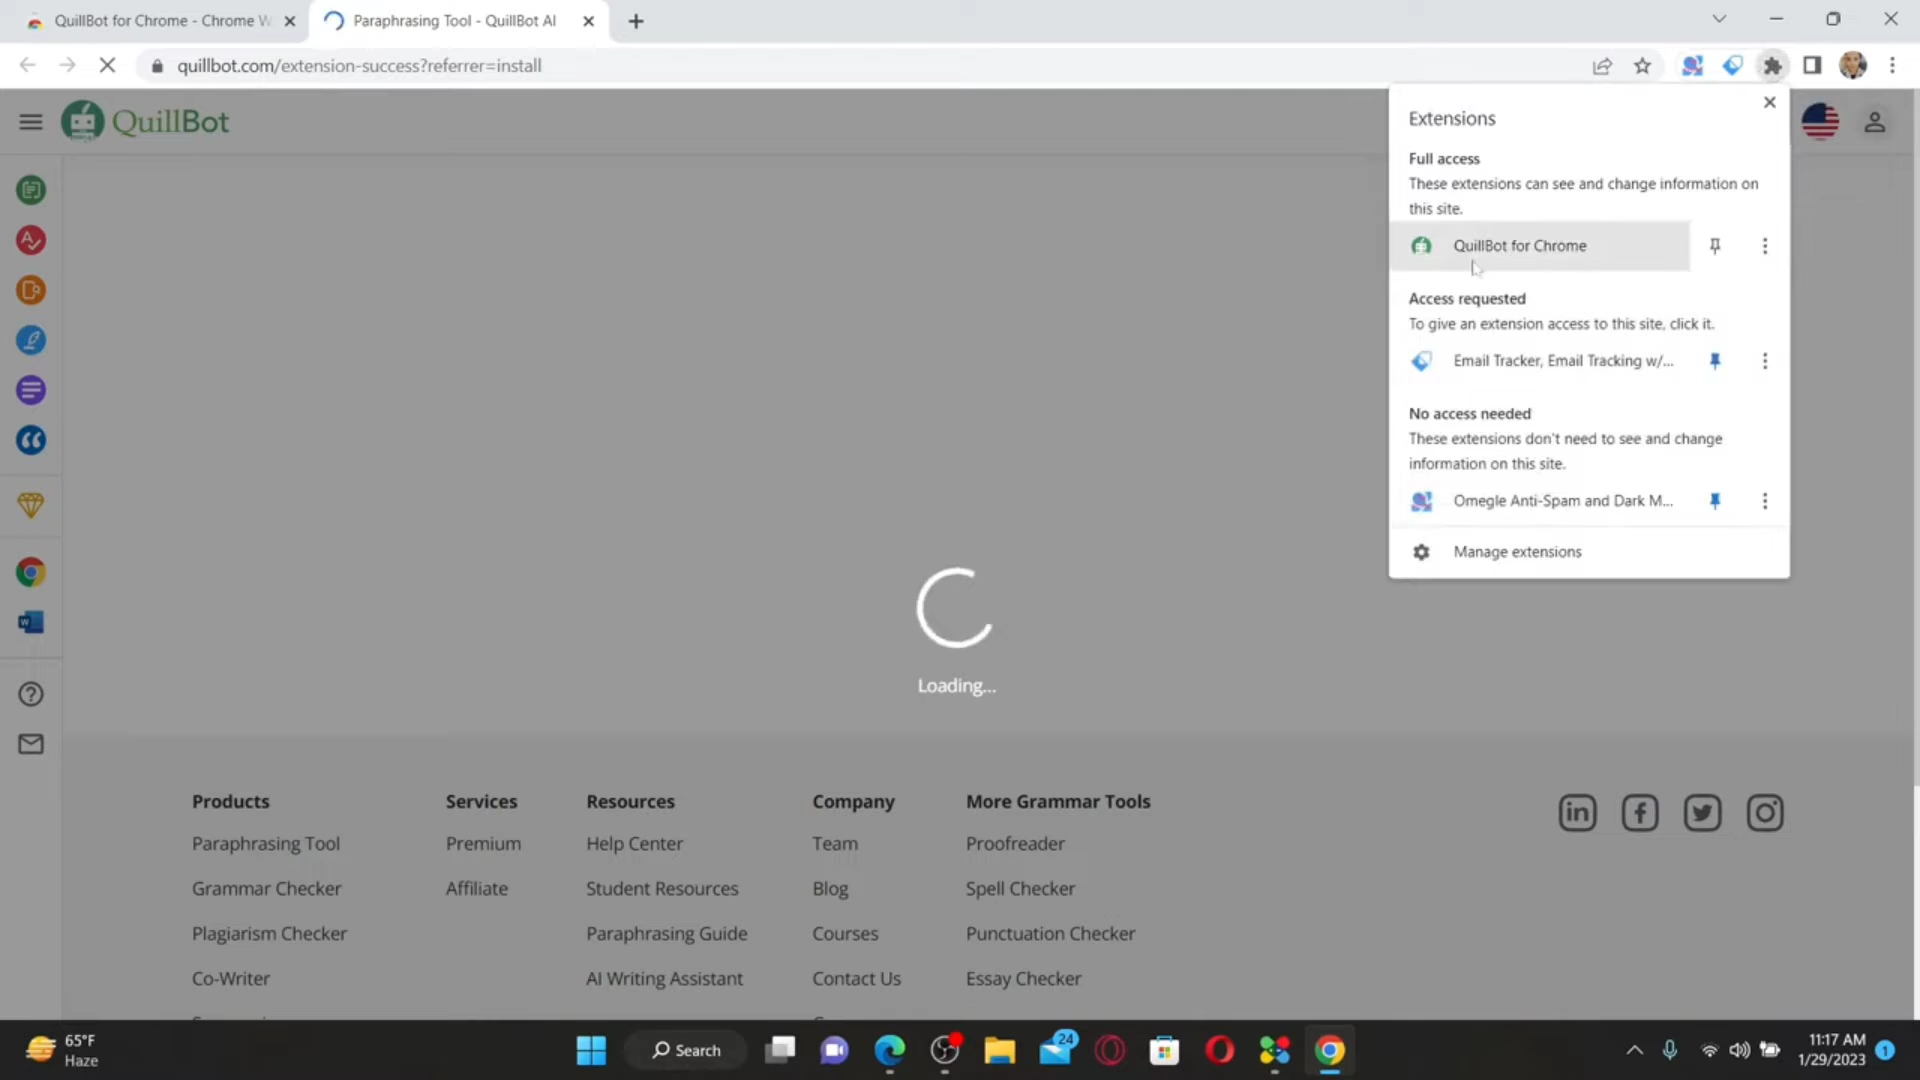 QuillBot for Chrome - Chrome W
Paraphrasing Tool - QuillBot AI
quillbot.com/extension-success?referrer=install
QuillBot
Extensions
Full access
These extensions can see and change information on
this site.
QuillBot for Chrome
Access requested
To give an extension access to this site, click it.
Email Tracker, Email Tracking w/...
No access needed
These extensions don't need to see and change
information on this site.
Omegle Anti-Spam and Dark M...
Manage extensions
Loading...
Products
Paraphrasing Tool
Grammar Checker
Plagiarism Checker
Co-Writer
Services
Premium
Affiliate
Resources
Help Center
Student Resources
Paraphrasing Guide
AI Writing Assistant
Company
Team
Blog
Courses
Contact Us
More Grammar Tools
Proofreader
Spell Checker
Punctuation Checker
Essay Checker
65°F
Haze
Search
24
11:17 AM
1/29/2023
1